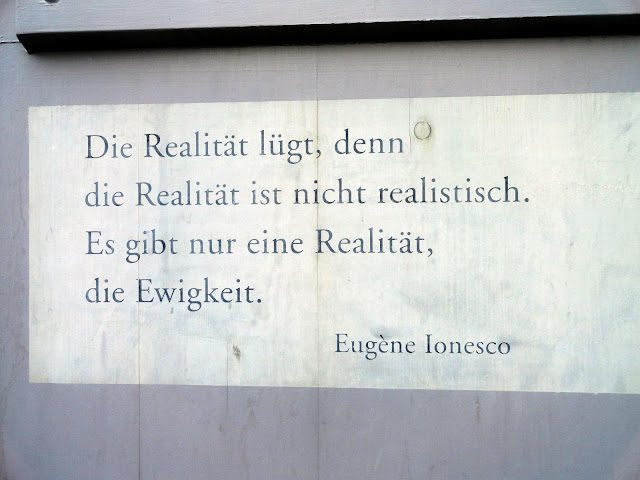 Die Realität lügt, denn
die Realität ist nicht realistisch.
Es gibt nur eine Realität,
die Ewigkeit.
Eugène Ionesco